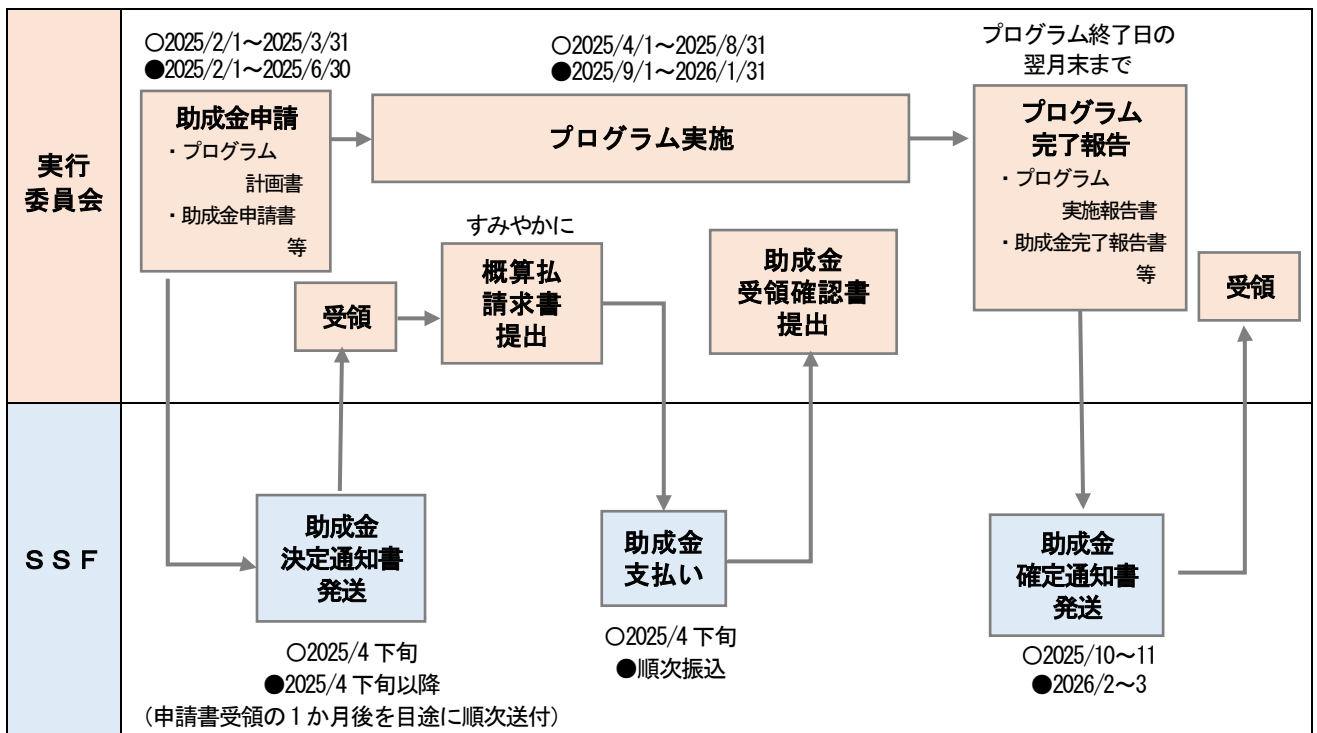 実行
委員会
〇2025/2/1～2025/3/31
●2025/2/1～2025/6/30
助成金申請
・プログラム
計画書
・助成金申請書
等
〇2025/4/1～2025/8/31
●2025/9/1～2026/1/31
プログラム実施
プログラム終了日の
翌月末まで
プログラム
完了報告
・プログラム
実施報告書
・助成金完了報告書
等
受領
すみやかに
概算払
請求書
提出
助成金
受領確認書
提出
受領
ＳＳＦ
助成金
決定通知書
発送
〇2025/4 下旬
●2025/4 下旬以降
（申請書受領の 1 か月後を目途に順次送付）
助成金
支払い
〇2025/4 下旬
●順次振込
助成金
確定通知書
発送
〇2025/10～11
●2026/2～3